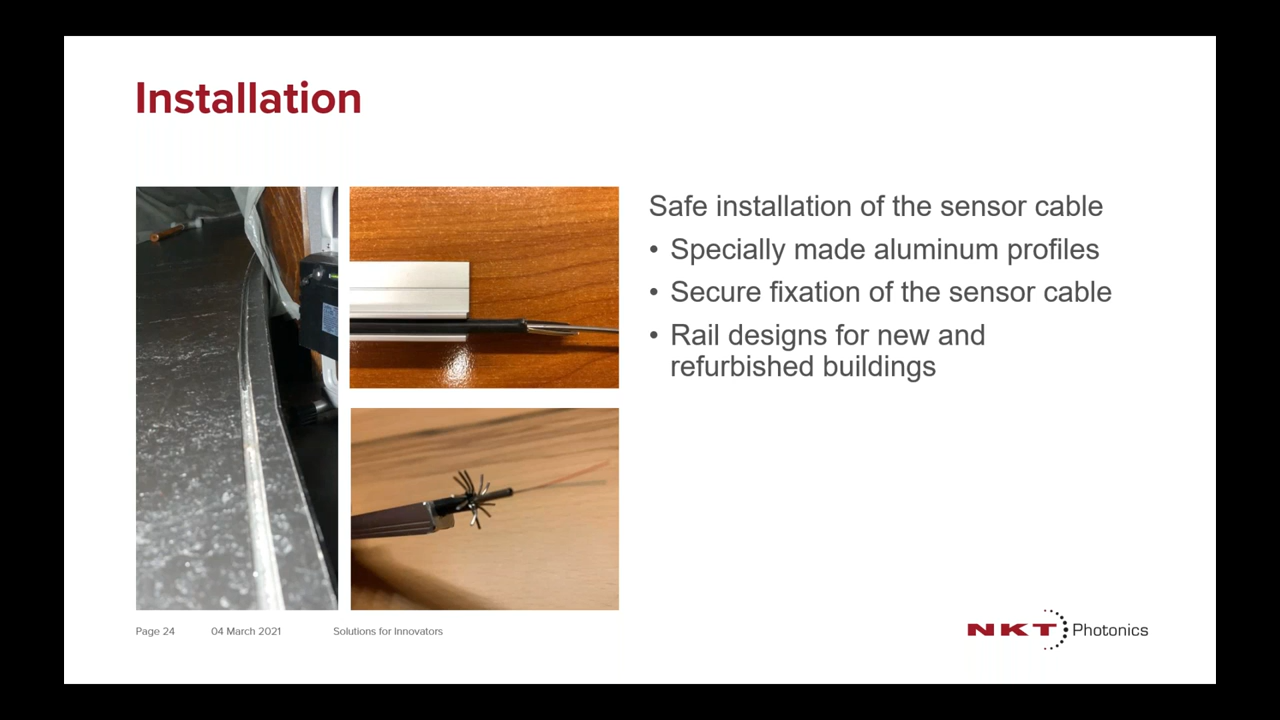 Installation
Safe installation of the sensor cable
• Specially made aluminum profiles
• Secure fixation of the sensor cable
• Rail designs for new and
refurbished buildings
Page 24 04 March 2021 Solutions for Innovators
NKT Photonics